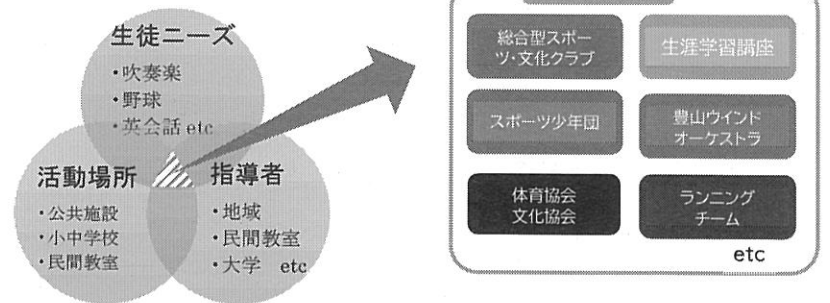 生徒ニーズ
・吹奏楽
・野球
・英会話 etc
活動場所
・公共施設
・小中学校
・民間教室
指導者
・地域
・民間教室
・大学 etc
総合型スポー
ツ・文化クラブ
生涯学習講座
スポーツ少年団
豊山ウインド
オーケストラ
体育協会
文化協会
ランニング
チーム
etc